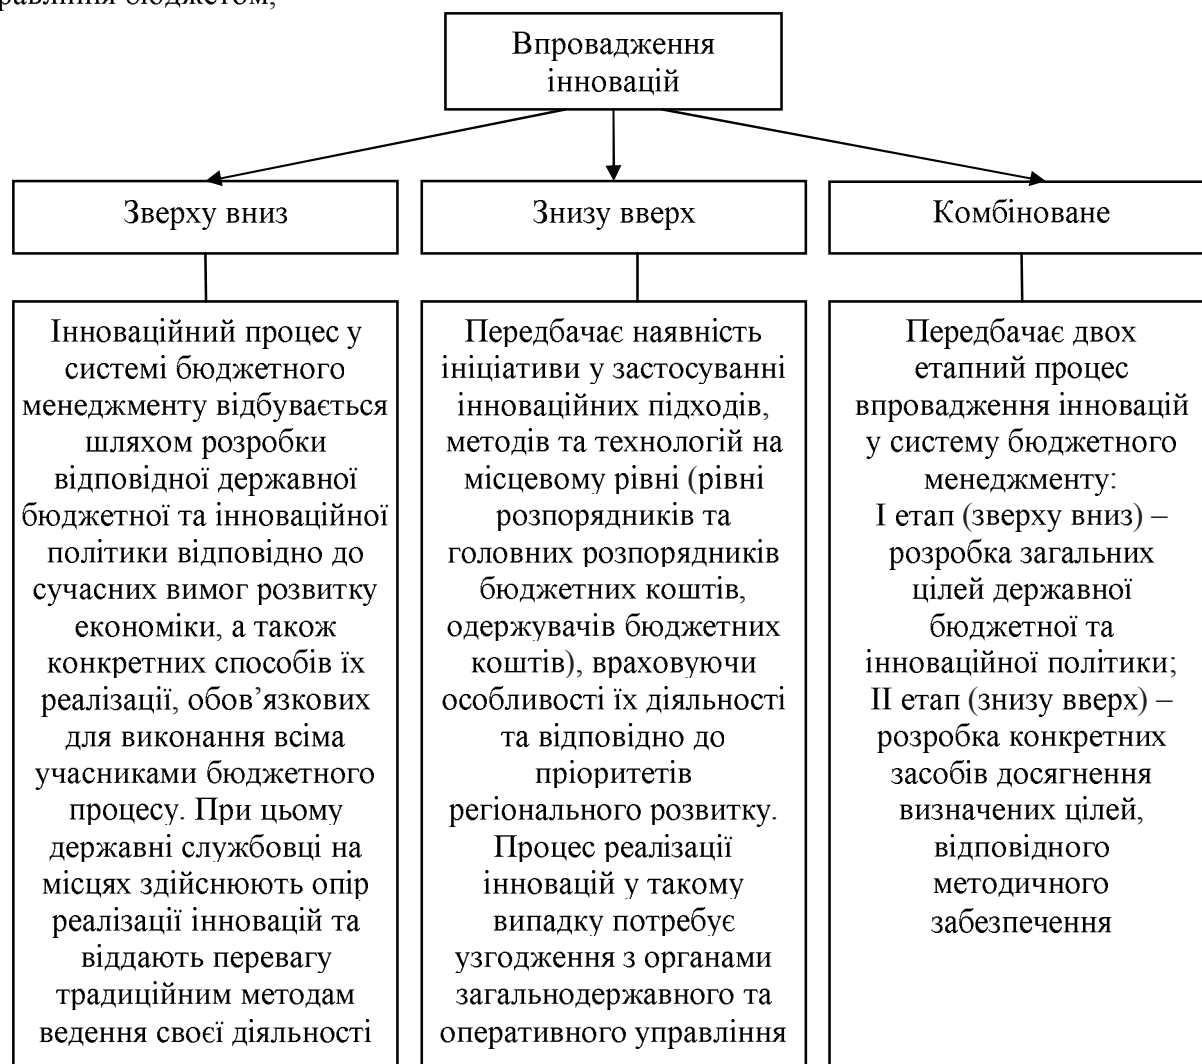 бюджетом,
Впровадження
інновацій
Зверху вниз
Знизу вверх
Комбіноване
Інноваційний процес у
системі бюджетного
менеджменту відбувається
шляхом розробки
відповідної державної
бюджетної та інноваційної
політики відповідно до
сучасних вимог розвитку
економіки, а також
конкретних способів їх
реалізації, обов’язкових
для виконання всіма
учасниками бюджетного
процесу. При цьому
державні службовці на
місцях здійснюють опір
реалізації інновацій та
віддають перевагу
традиційним методам
ведення своєї діяльності
Передбачає наявність
ініціативи у застосуванні
інноваційних підходів,
методів та технологій на
місцевому рівні (рівні
розпорядників та
головних розпорядників
бюджетних коштів,
одержувачів бюджетних
коштів), враховуючи
особливості їх діяльності
та відповідно до
пріоритетів
регіонального розвитку.
Процес реалізації
інновацій у такому
випадку потребує
узгодження з органами
загальнодержавного та
оперативного управління
Передбачає двох
етапний процес
впровадження інновацій
у систему бюджетного
менеджменту:
І етап (зверху вниз) –
розробка загальних
цілей державної
бюджетної та
інноваційної політики;
ІІ етап (знизу вверх) –
розробка конкретних
засобів досягнення
визначених цілей,
відповідного
методичного
забезпечення